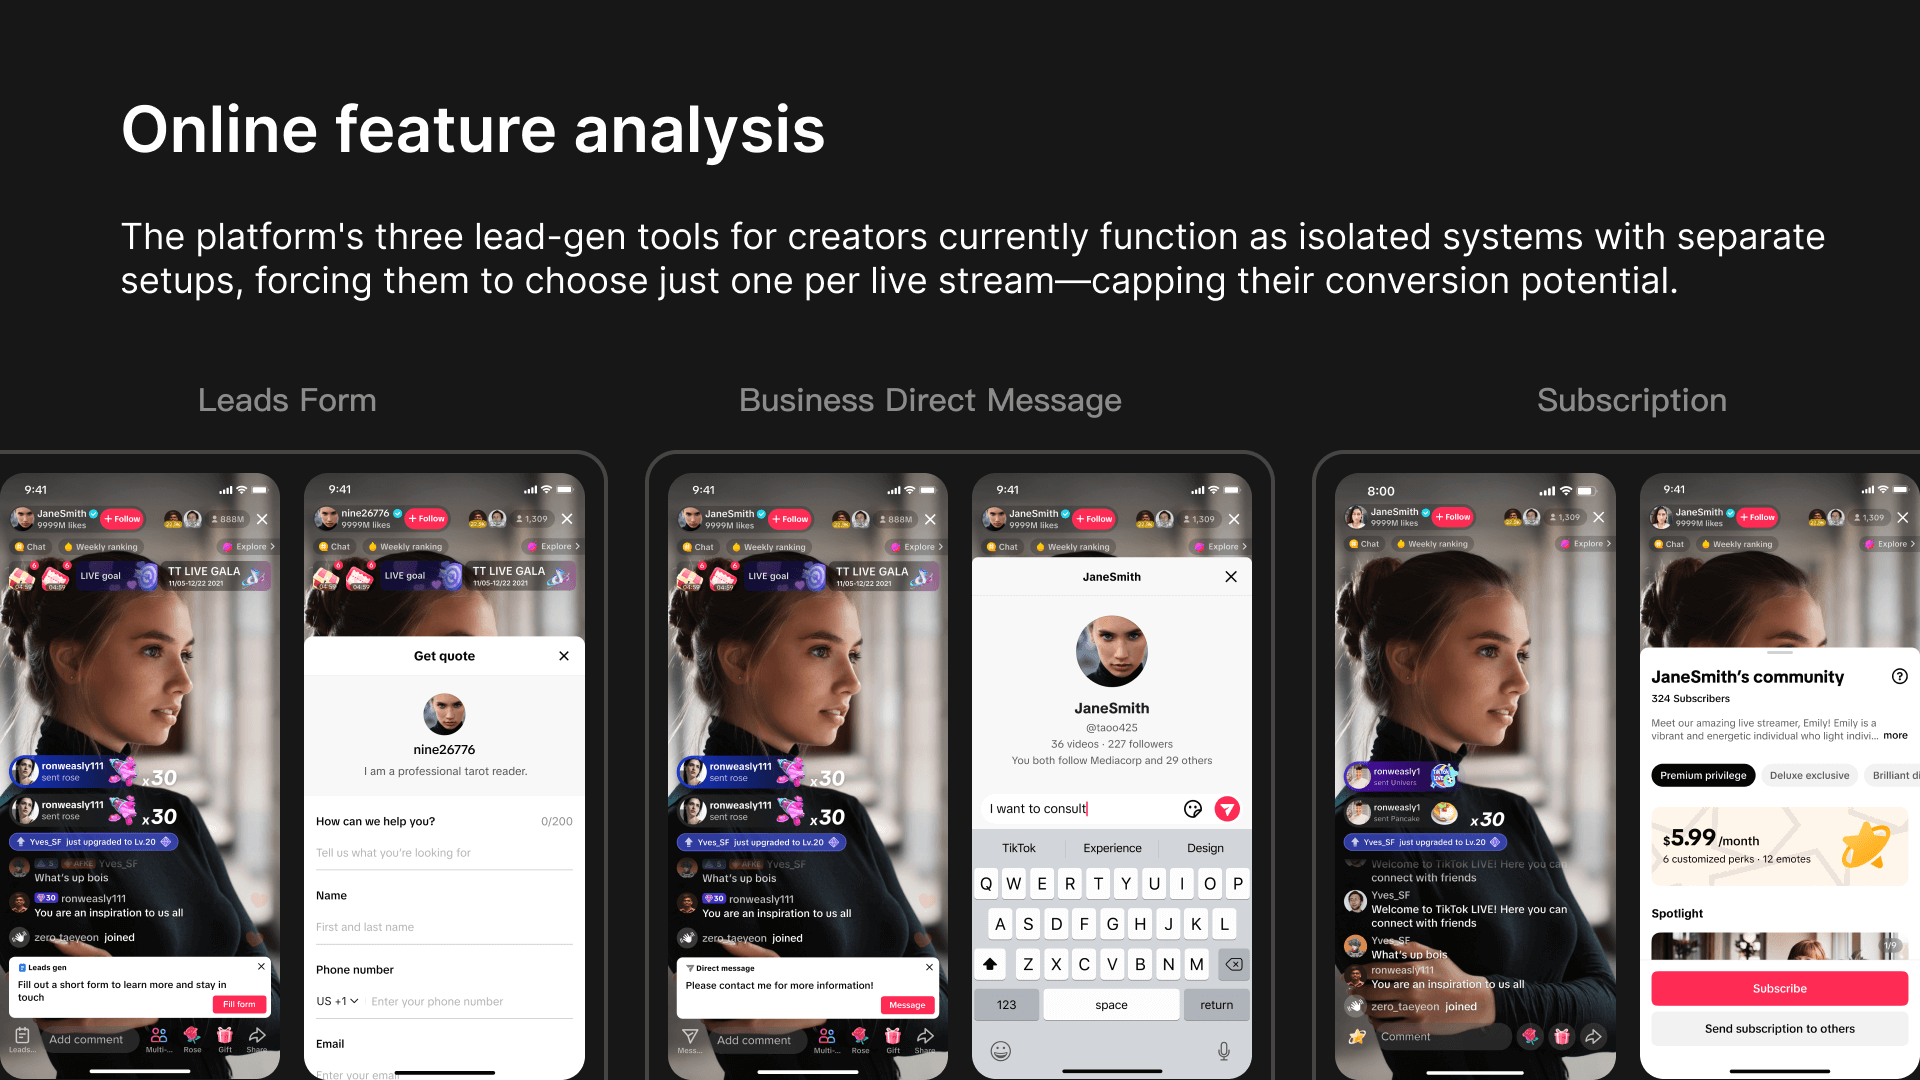 Online feature analysis
The platform's three lead-gen tools for creators currently function as isolated systems with separate
setups, forcing them to choose just one per live stream—capping their conversion potential.
Leads Form
Business Direct Message
Subscription
9:41
JaneSmith
+ Follow
9999M likes
888M
Chat
Weekly ranking
Explore >
LIVE goal
TT LIVE GALA
11/05-12/22 2021
ronweasly111
sent rose
x30
ronweasly111
sent rose
x30
Yves_SF just upgraded to Lv.20
Yves_SF
What's up bois
30 ronweasly111
You are an inspiration to us all
zero_taeyeon joined
Leads gen
Fill out a short form to learn more and stay in
touch
Fill form
Add comment
Leads...
Multi-...
Rose
Gift
Share
9:41
nine26776
+ Follow
9999M likes
1,309
Chat
Weekly ranking
Explore >
LIVE goal
TT LIVE GALA
11/05-12/22 2021
Get quote
nine26776
I am a professional tarot reader.
How can we help you?
0/200
Tell us what you're looking for
Name
First and last name
Phone number
US +1
Enter your phone number
Email
Enter your email
9:41
JaneSmith
+ Follow
9999M likes
888M
Chat
Weekly ranking
Explore >
LIVE goal
TT LIVE GALA
11/05-12/22 2021
ronweasly111
sent rose
x30
ronweasly111
sent rose
x30
Yves_SF just upgraded to Lv.20
Yves_SF
What's up bois
30 ronweasly111
You are an inspiration to us all
zero_taeyeon joined
Direct message
Please contact me for more information!
Message
Add comment
Mess...
Multi-...
Rose
Gift
Share
9:41
JaneSmith
+ Follow
9999M likes
1,309
Chat
Weekly ranking
Explore >
JaneSmith
JaneSmith
@taoo425
36 videos · 227 followers
You both follow Mediacorp and 29 others
I want to consult
TikTok
Experience
Design
Q W E R T Y U I O P
A S D F G H J K L
Z X C V B N M
123
space
return
8:00
JaneSmith
+ Follow
9999M likes
1,309
Chat
Weekly ranking
Explore >
ronweasly1
sent Univers
ronweasly1
sent Pancake
x30
Yves_SF just upgraded to Lv.20
Welcome to TikTok LIVE! Here you can
connect with friends
Yves_SF
Welcome to TikTok LIVE! Here you can
connect with friends
Yves_SF
What's up bois
ronweasly111
You are an inspiration to us all
zero_taeyeon joined
Comment
9:41
JaneSmith
+ Follow
9999M likes
1,309
Chat
Weekly ranking
Explore >
JaneSmith's community
324 Subscribers
Meet our amazing live streamer, Emily! Emily is a
vibrant and energetic individual who light indivi... more
Premium privilege
Deluxe exclusive
Brilliant di
$5.99 /month
6 customized perks · 12 emotes
Spotlight
1/9
Subscribe
Send subscription to others